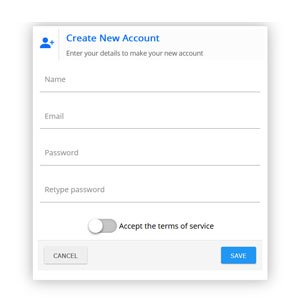 Create New Account
Enter your details to make your new account
Name
Email
Password
Retype password
Accept the terms of service
CANCEL
SAVE